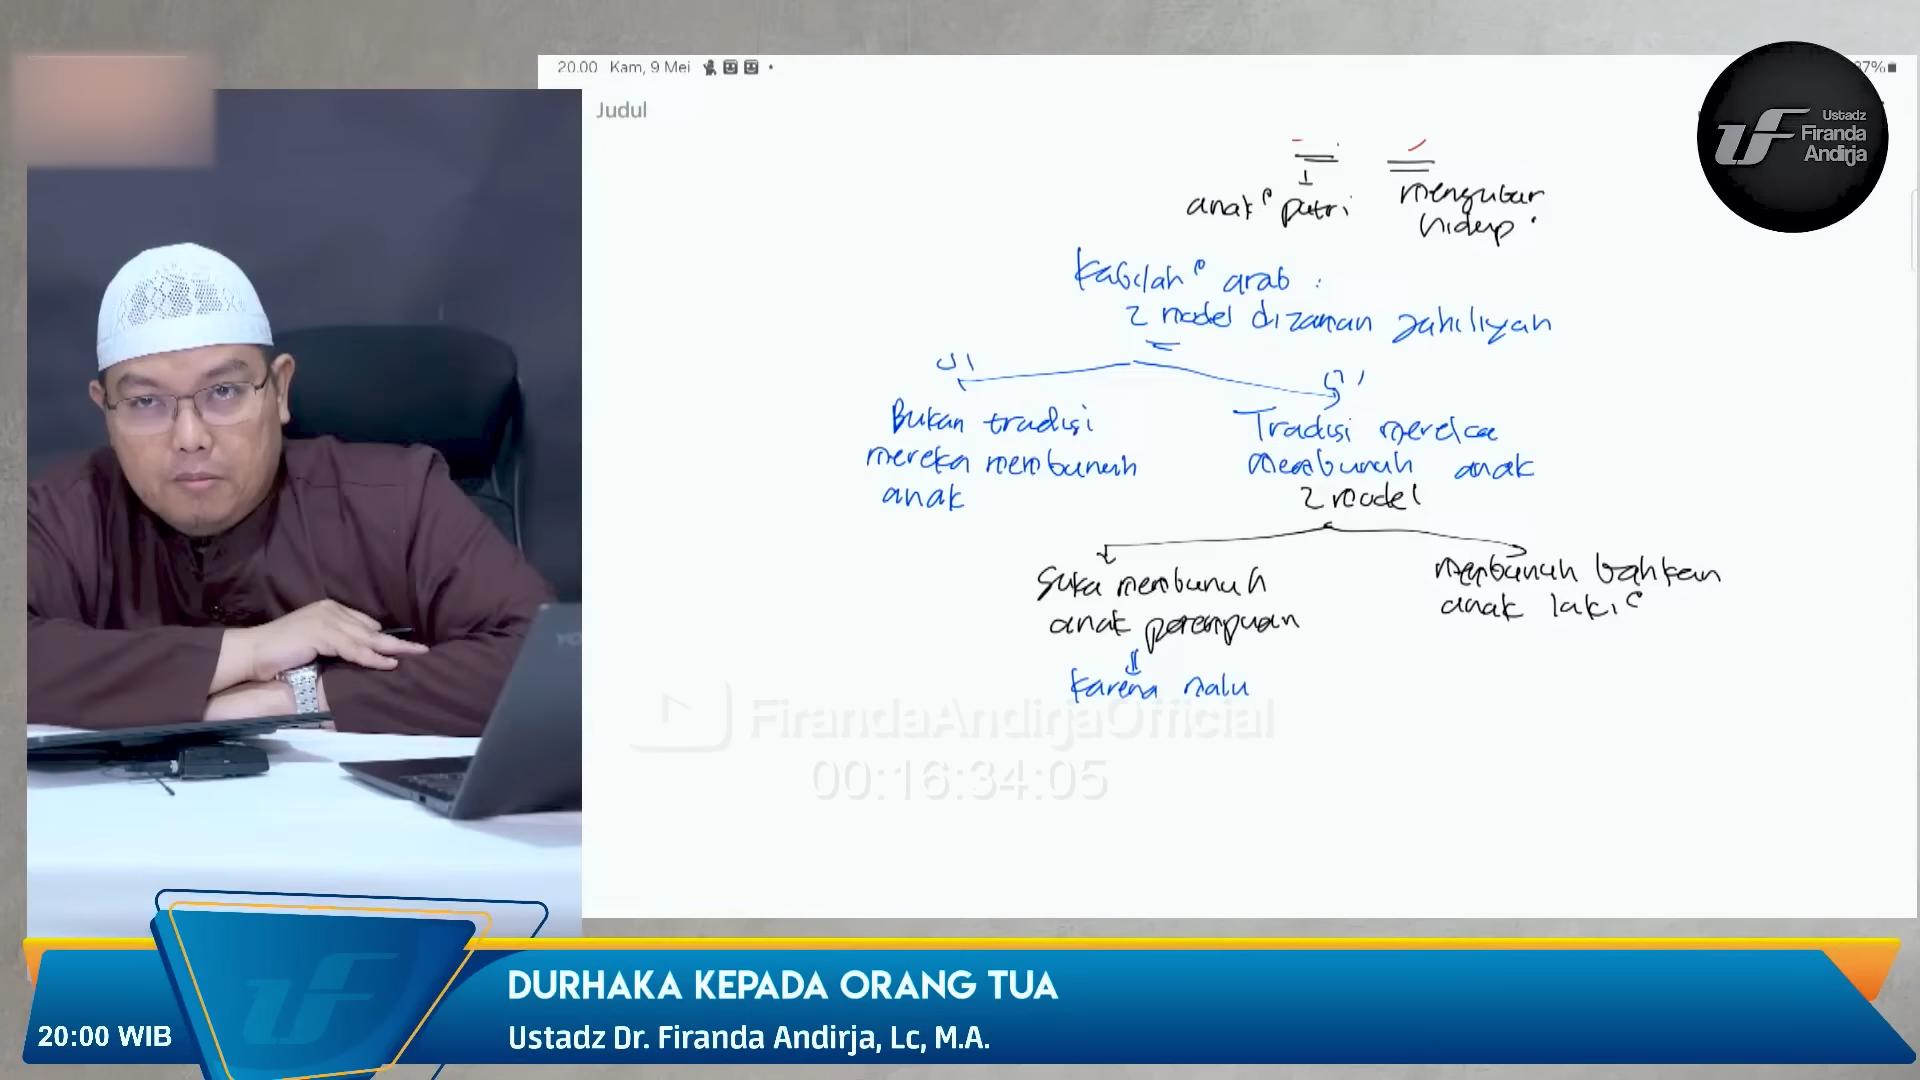 20.00 Kam, 9 Mei
97%
Judul
Ustadz
Firanda
Andirja
anak² putri
mengubur
hidup²
Kabilah² arab :
2 model dizaman jahiliyah
Bukan tradisi
mereka membunuh
anak
Tradisi mereka
membunuh anak
2 model
Suka membunuh
anak perempuan
karena malu
membunuh bahkan
anak laki²
FirandaAndirjaOfficial
00:16:34:05
DURHAKA KEPADA ORANG TUA
20:00 WIB
Ustadz Dr. Firanda Andirja, Lc, M.A.